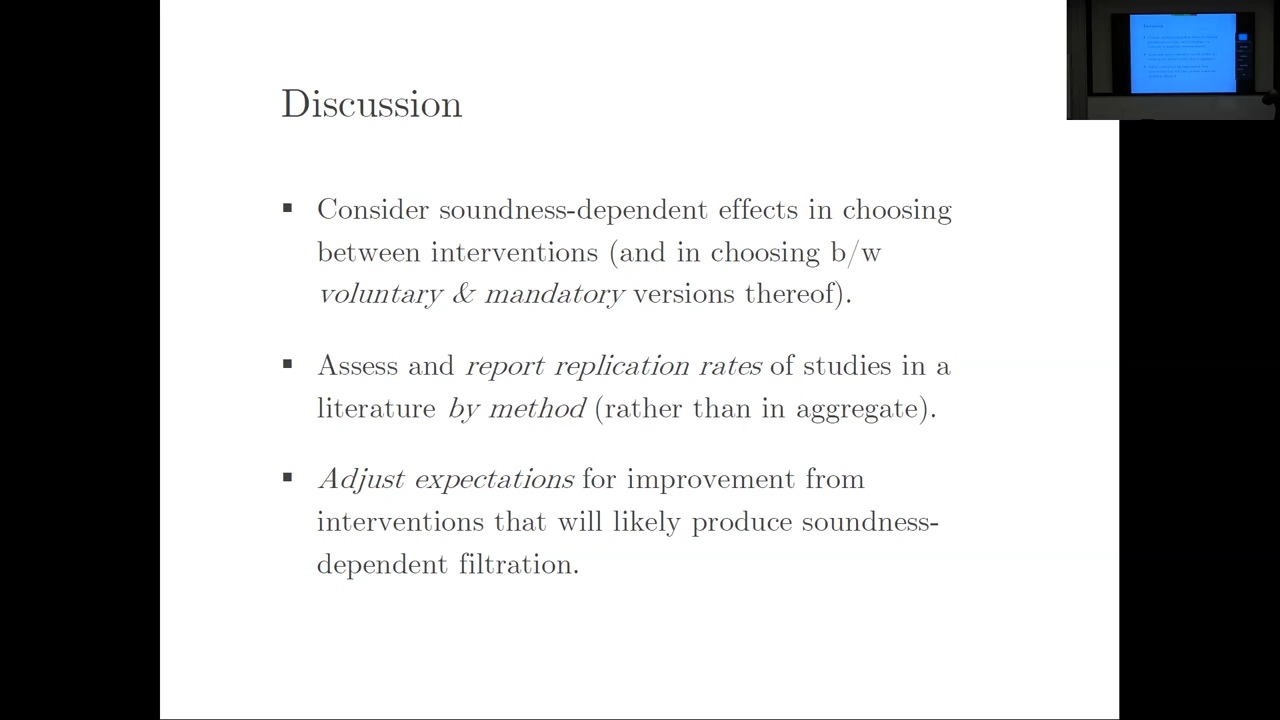 Discussion
▪ Consider soundness-dependent effects in choosing
between interventions (and in choosing b/w
voluntary & mandatory versions thereof).
▪ Assess and report replication rates of studies in a
literature by method (rather than in aggregate).
▪ Adjust expectations for improvement from
interventions that will likely produce soundness-
dependent filtration.